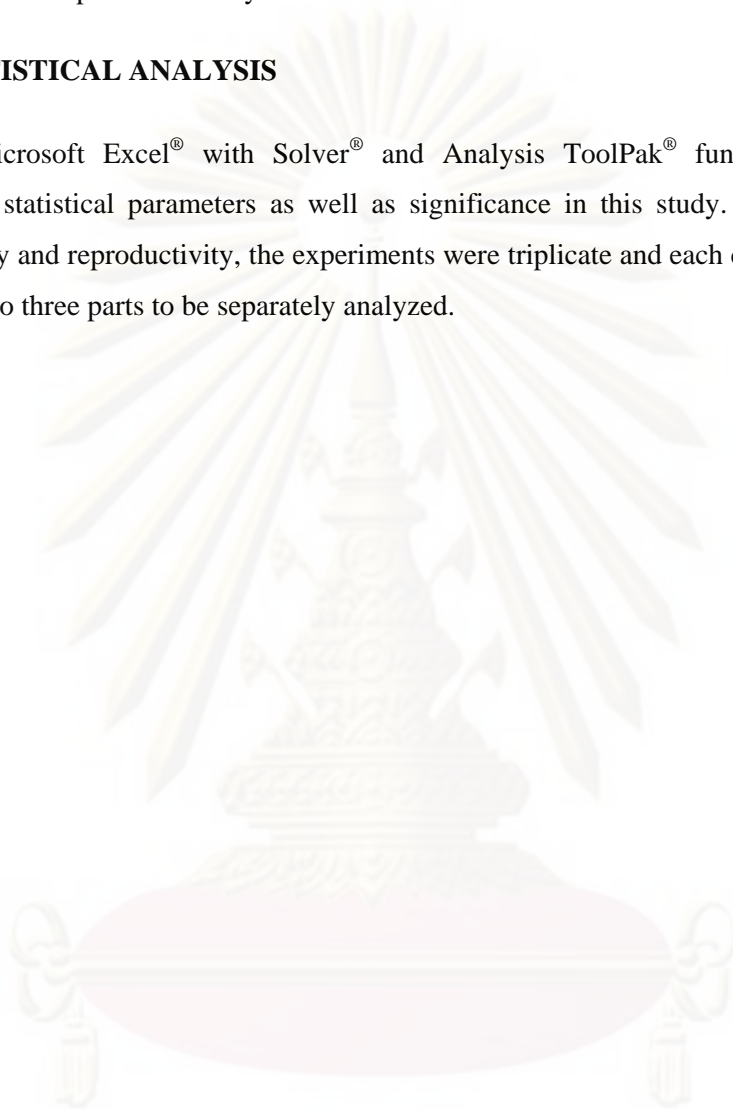 TISTICAL ANALYSIS
icrosoft Excel® with Solver® and Analysis ToolPak® fun
statistical parameters as well as significance in this study.
y and reproductivity, the experiments were triplicate and each
o three parts to be separately analyzed.